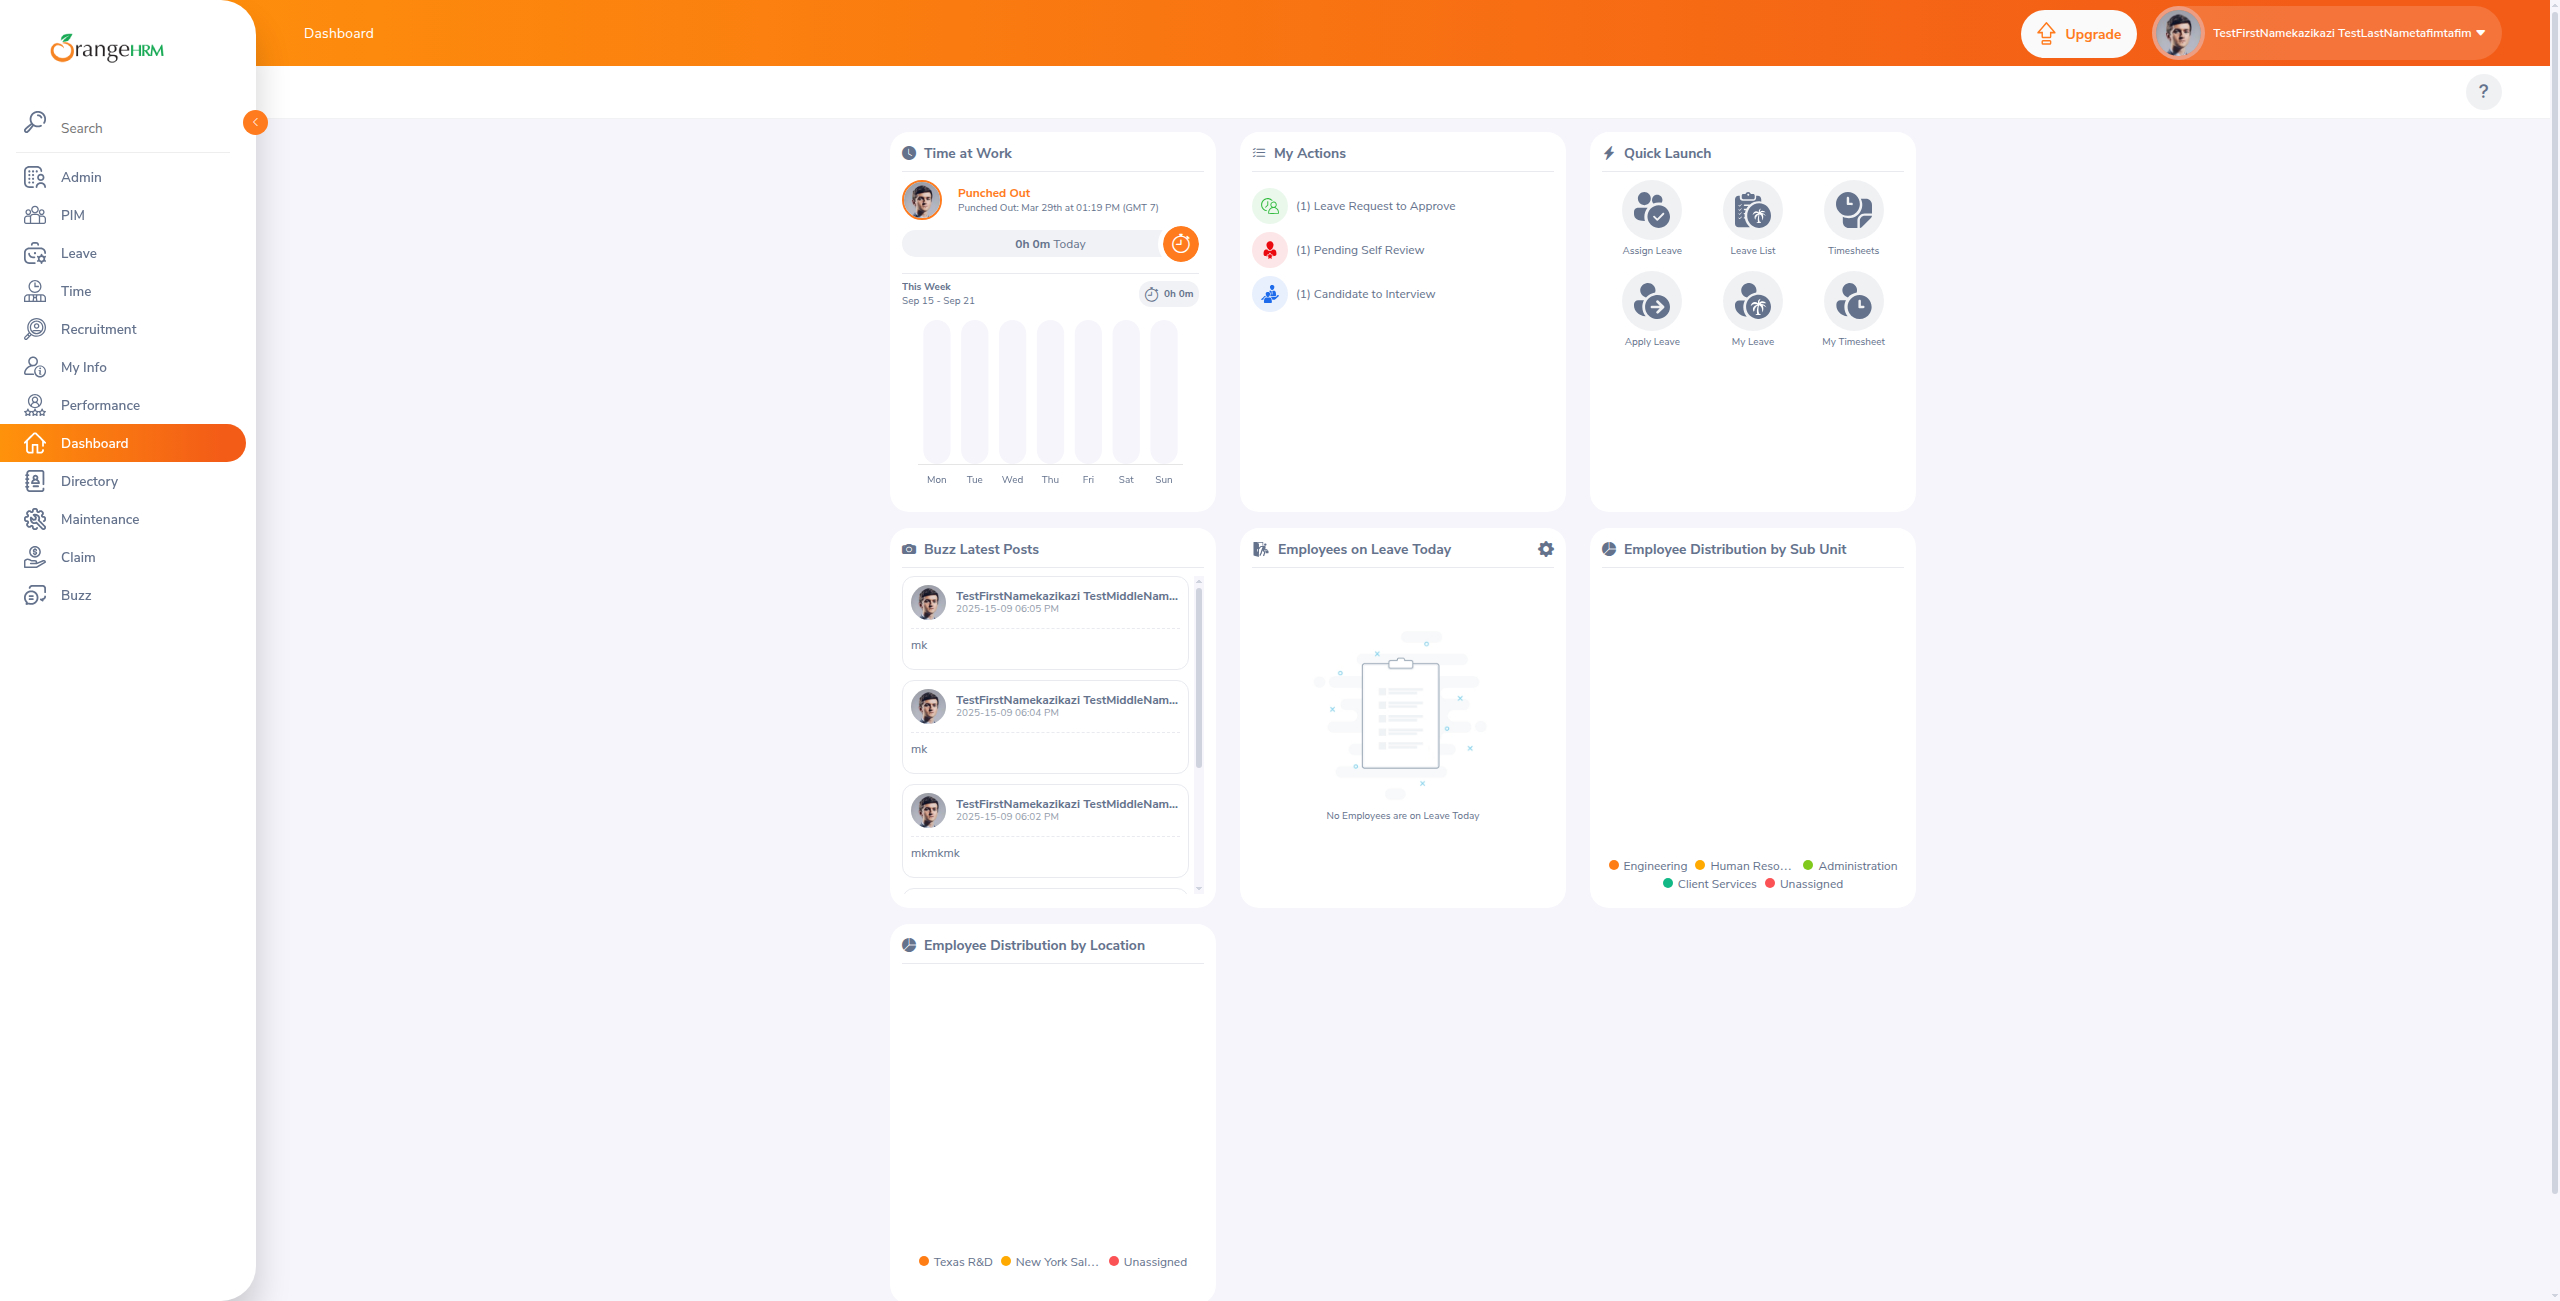 OrangeHRM
Dashboard
Upgrade
TestFirstNamekazikazi TestLastNametafimtafim
?
Search
Admin
PIM
Leave
Time
Recruitment
My Info
Performance
Dashboard
Directory
Maintenance
Claim
Buzz
Time at Work
Punched Out
Punched Out: Mar 29th at 01:19 PM (GMT 7)
0h 0m Today
This Week
Sep 15 - Sep 21
0h 0m
Mon Tue Wed Thu Fri Sat Sun
My Actions
(1) Leave Request to Approve
(1) Pending Self Review
(1) Candidate to Interview
Quick Launch
Assign Leave
Leave List
Timesheets
Apply Leave
My Leave
My Timesheet
Buzz Latest Posts
TestFirstNamekazikazi TestMiddleNam...
2025-15-09 06:05 PM
mk
TestFirstNamekazikazi TestMiddleNam...
2025-15-09 06:04 PM
mk
TestFirstNamekazikazi TestMiddleNam...
2025-15-09 06:02 PM
mkmkmk
Employees on Leave Today
No Employees are on Leave Today
Employee Distribution by Sub Unit
Engineering Human Reso... Administration
Client Services Unassigned
Employee Distribution by Location
Texas R&D New York Sal... Unassigned